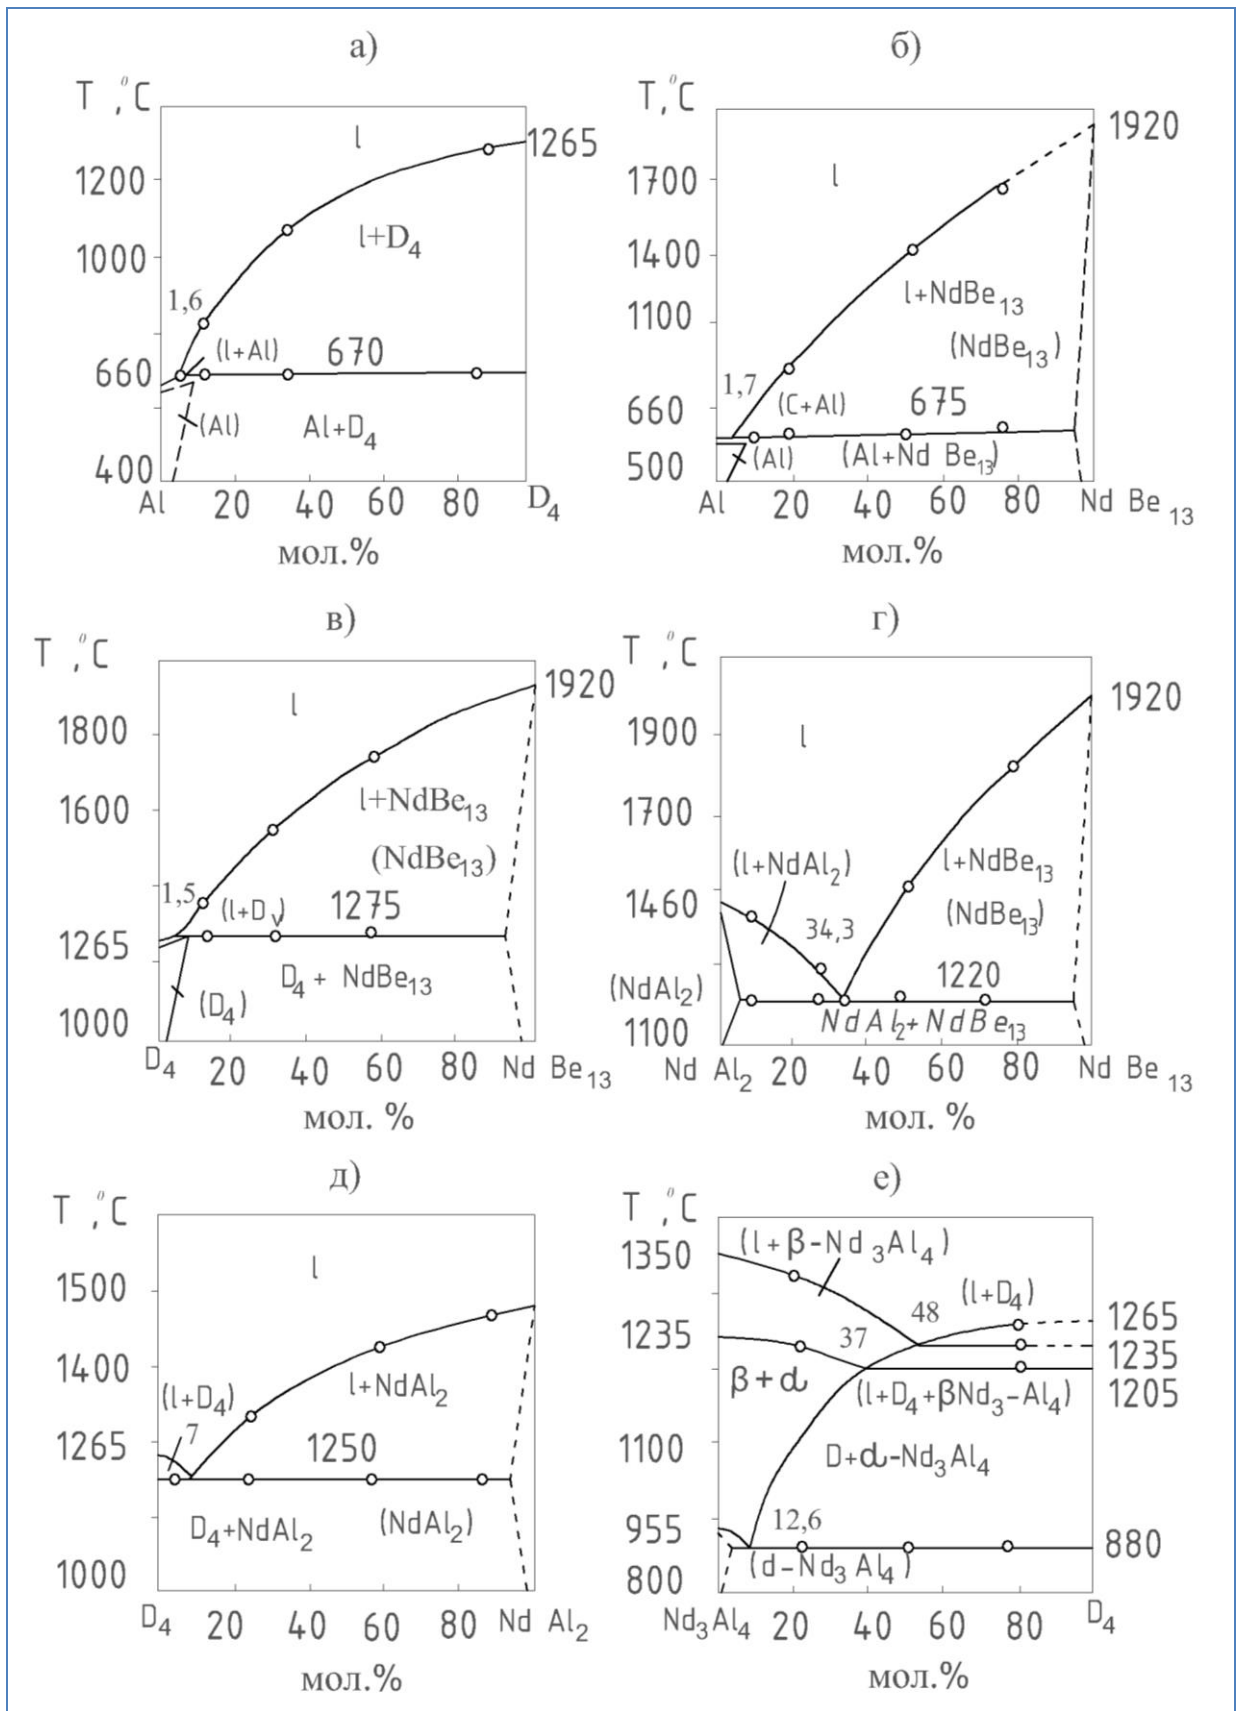 а)
T ,°C
1200
1000
660
400
l
1265
l+D4
1,6
(l+Al)
670
(Al)
Al+D4
Al
20
40
60
80
D4
мол.%
б)
T,°C
1700
1400
1100
660
500
l
1920
l+NdBe13
(NdBe13)
1,7
(C+Al)
675
(Al)
(Al+Nd Be13)
Al
20
40
60
80
Nd Be13
мол.%
в)
T ,°C
1800
1600
1265
1000
l
1920
l+NdBe13
(NdBe13)
1,5
(l+Dv)
1275
D4 + NdBe13
(D4)
D4
20
40
60
80
Nd Be13
мол. %
г)
T ,°C
1900
1700
1460
(NdAl2)
1100
l
1920
(l+NdAl2)
l+NdBe13
(NdBe13)
34,3
1220
NdAl2+NdBe13
Nd Al2
20
40
60
80
Nd Be13
мол.%
д)
T ,°C
1500
1400
1265
1000
l
(l+D4)
l+NdAl2
7
1250
D4+NdAl2
(NdAl2)
D4
20
40
60
80
Nd Al2
мол.%
е)
T ,°C
1350
1235
1100
955
800
(l+β-Nd3Al4)
(l+D4)
48
37
1265
1235
1205
β+α
(l+D4+βNd3-Al4)
D+α-Nd3Al4
12,6
880
(d-Nd3Al4)
Nd3Al4
20
40
60
80
D4
мол.%